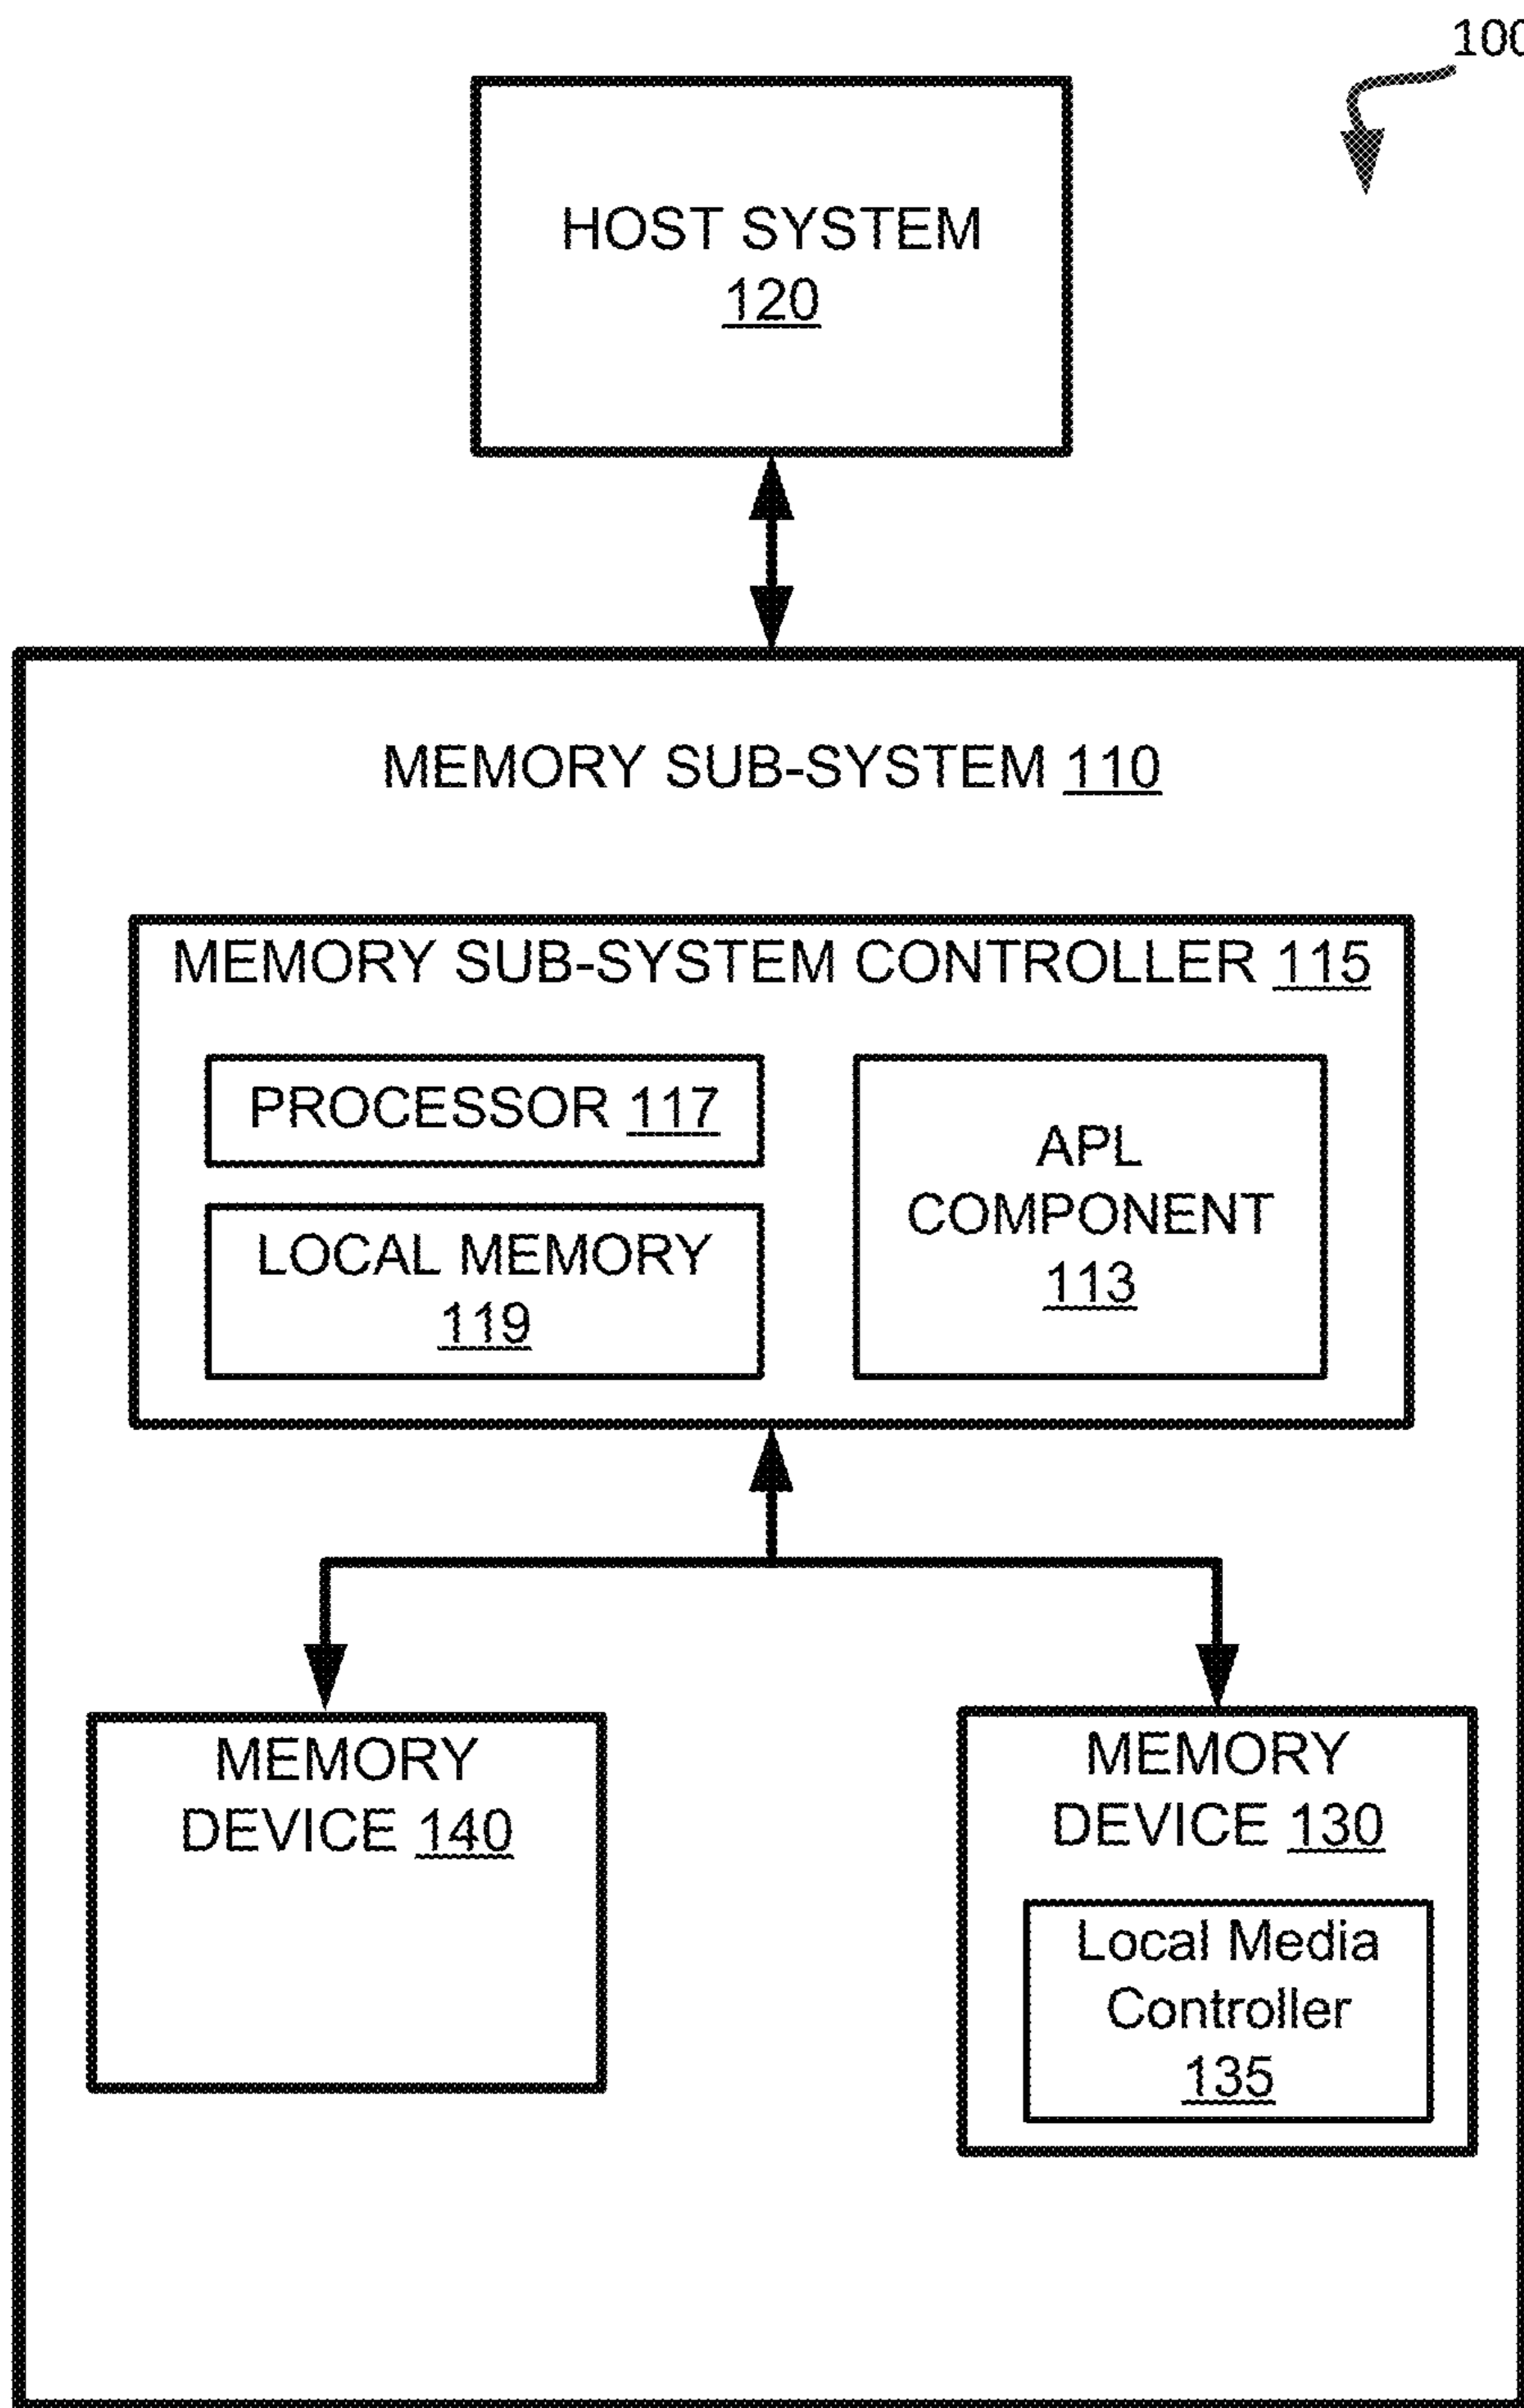 100
HOST SYSTEM
120
MEMORY SUB-SYSTEM 110
MEMORY SUB-SYSTEM CONTROLLER 115
PROCESSOR 117
LOCAL MEMORY
119
APL
COMPONENT
113
MEMORY
DEVICE 140
MEMORY
DEVICE 130
Local Media
Controller
135